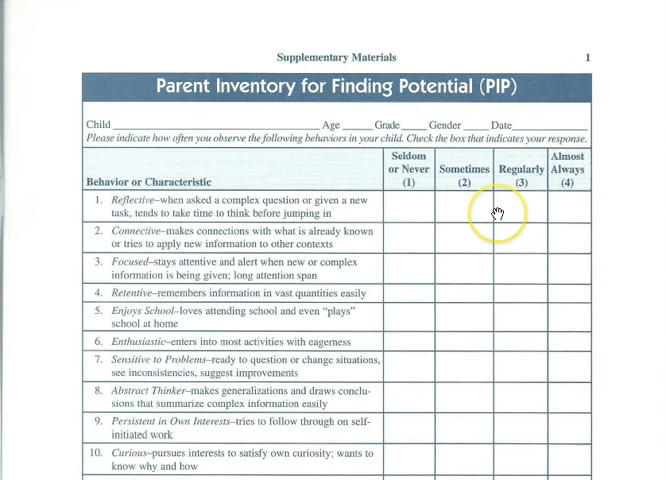 Supplementary Materials 1
Parent Inventory for Finding Potential (PIP)
Child Age Grade Gender Date
Please indicate how often you observe the following behaviors in your child. Check the box that indicates your response.
Behavior or Characteristic
Seldom
or Never
(1)
Sometimes
(2)
Regularly
(3)
Almost
Always
(4)
1. Reflective–when asked a complex question or given a new
task, tends to take time to think before jumping in
2. Connective–makes connections with what is already known
or tries to apply new information to other contexts
3. Focused–stays attentive and alert when new or complex
information is being given; long attention span
4. Retentive–remembers information in vast quantities easily
5. Enjoys School–loves attending school and even "plays"
school at home
6. Enthusiastic–enters into most activities with eagerness
7. Sensitive to Problems–ready to question or change situations,
see inconsistencies, suggest improvements
8. Abstract Thinker–makes generalizations and draws conclu-
sions that summarize complex information easily
9. Persistent in Own Interests–tries to follow through on self-
initiated work
10. Curious–pursues interests to satisfy own curiosity; wants to
know why and how